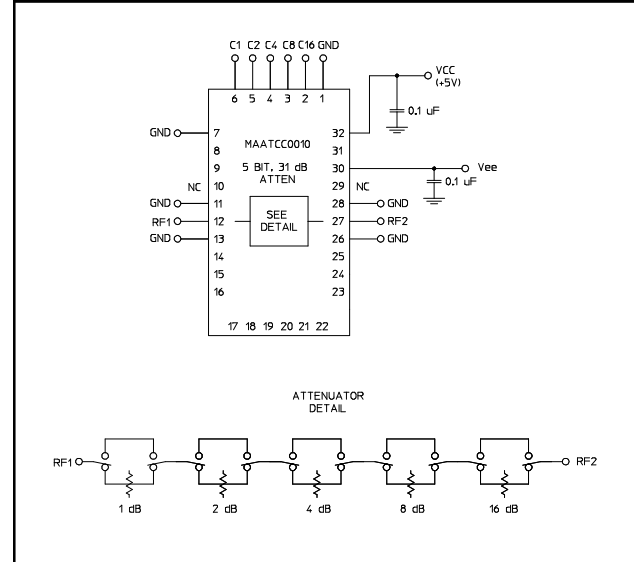 C1 C2 C4 C8 C16 GND
6 5 4 3 2 1
VCC
(+5V)
0.1 uF
GND 7 32
MAATCC0010
8 31
9 5 BIT, 31 dB 30 Vee
ATTEN
NC 10 29 NC 0.1 uF
GND 11 28 GND
RF1 12 SEE 27 RF2
DETAIL
GND 13 26 GND
14 25
15 24
16 23
17 18 19 20 21 22
ATTENUATOR
DETAIL
RF1 RF2
1 dB 2 dB 4 dB 8 dB 16 dB